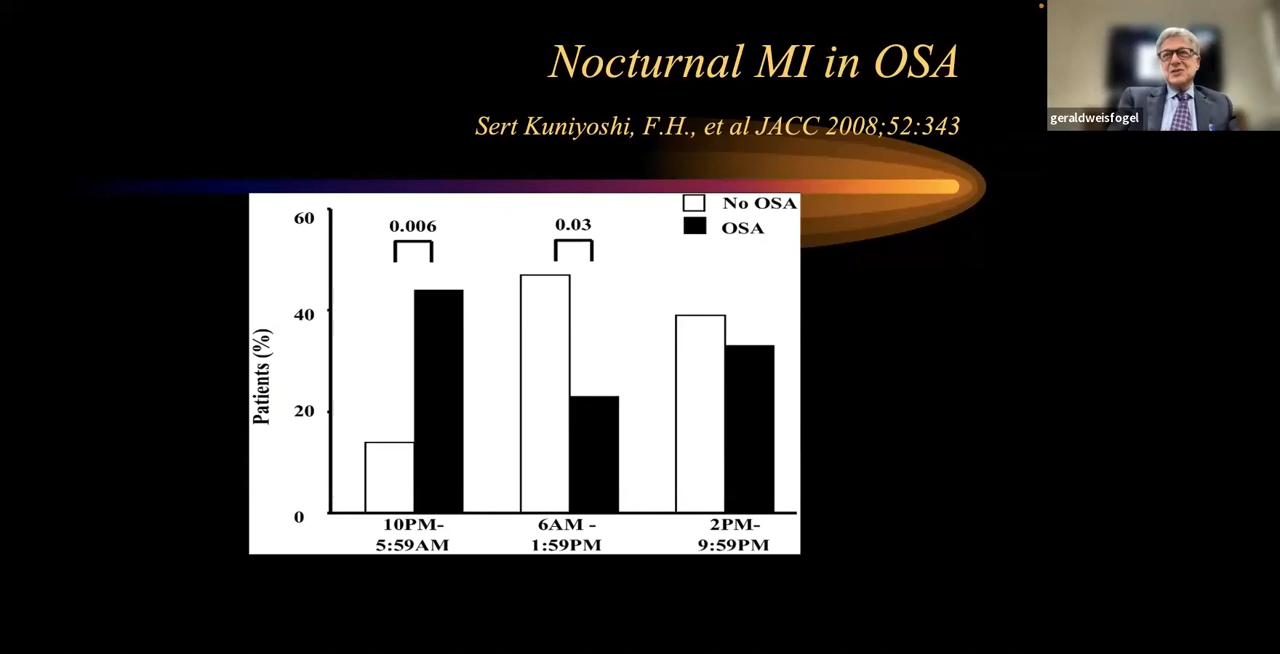 Nocturnal MI in OSA
Sert Kuniyoshi, F.H., et al JACC 2008;52:343
geraldweisfogel
No OSA
OSA
0.006
0.03
Patients (%)
60
40
20
0
10PM-
5:59AM
6AM -
1:59PM
2PM-
9:59PM